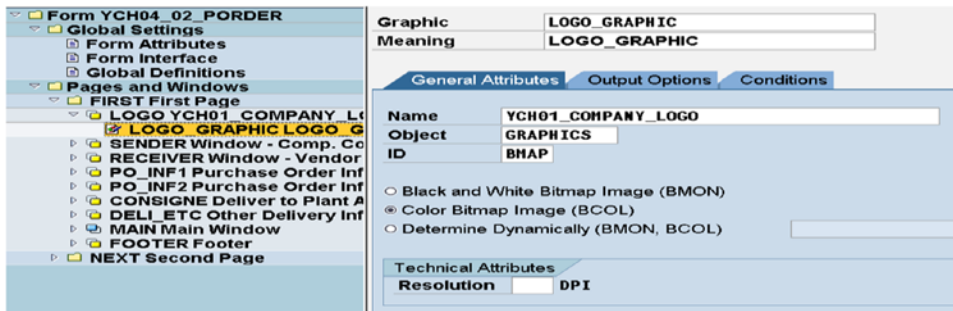 Form YCH04_02_PORDER
Global Settings
Form Attributes
Form Interface
Global Definitions
Pages and Windows
FIRST First Page
LOGO YCH01_COMPANY_L
LOGO_GRAPHIC LOGO_G
SENDER Window - Comp. Co
RECEIVER Window - Vendor
PO_INF1 Purchase Order Inf
PO_INF2 Purchase Order Inf
CONSIGNE Deliver to Plant A
DELI_ETC Other Delivery Inf
MAIN Main Window
FOOTER Footer
NEXT Second Page
Graphic LOGO_GRAPHIC
Meaning LOGO_GRAPHIC
General Attributes Output Options Conditions
Name YCH01_COMPANY_LOGO
Object GRAPHICS
ID BMAP
Black and White Bitmap Image (BMON)
Color Bitmap Image (BCOL)
Determine Dynamically (BMON, BCOL)
Technical Attributes
Resolution DPI